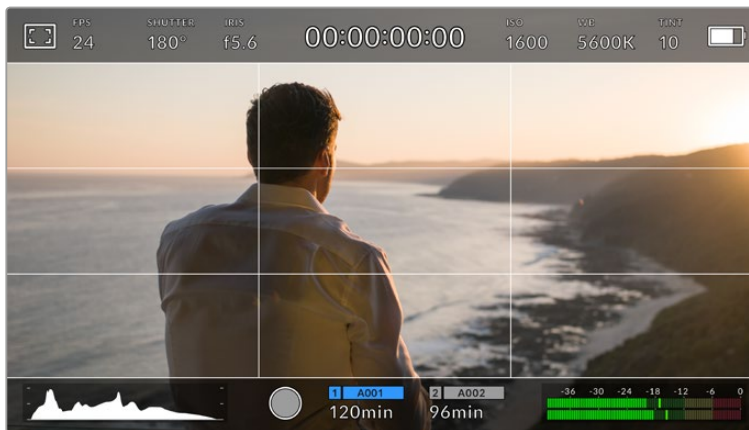 FPS SHUTTER IRIS ISO WB TINT
24 180° f5.6 00:00:00:00 1600 5600K 10
1 A001 2 A002
120min 96min
-36 -30 -24 -18 -12 -6 0